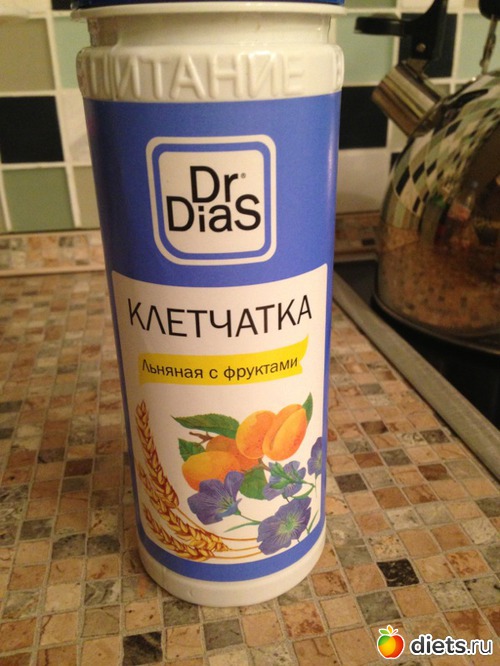 ПИТАНИЕ
Dr®
DiaS
КЛЕТЧАТКА
Льняная с фруктами
diets.ru